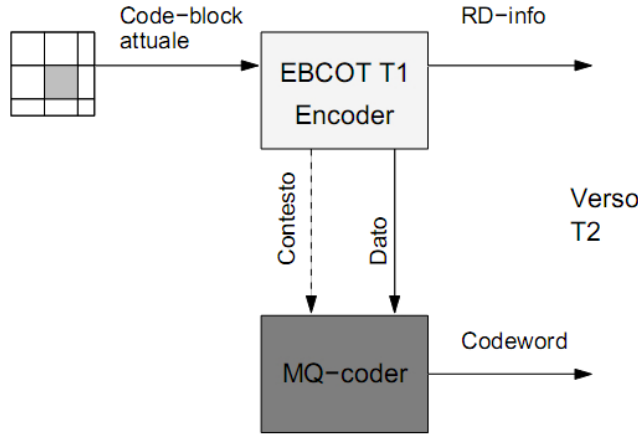 Code−block
attuale
RD−info
EBCOT T1
Encoder
Contesto
Dato
Verso
T2
MQ−coder
Codeword